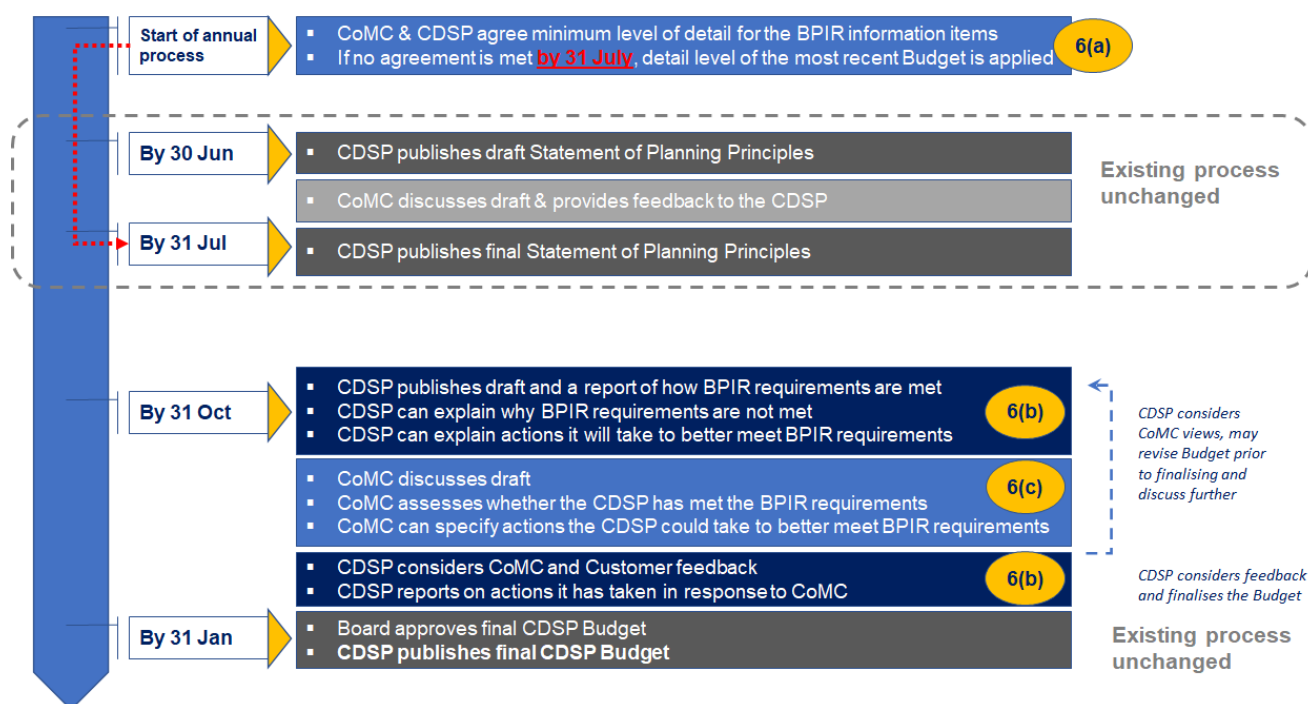 Start of annual
process
▪ CoMC & CDSP agree minimum level of detail for the BPIR information items
▪ If no agreement is met by 31 July, detail level of the most recent Budget is applied
6(a)
By 30 Jun
▪ CDSP publishes draft Statement of Planning Principles
▪ CoMC discusses draft & provides feedback to the CDSP
By 31 Jul
▪ CDSP publishes final Statement of Planning Principles
Existing process
unchanged
By 31 Oct
▪ CDSP publishes draft and a report of how BPIR requirements are met
▪ CDSP can explain why BPIR requirements are not met
▪ CDSP can explain actions it will take to better meet BPIR requirements
6(b)
▪ CoMC discusses draft
▪ CoMC assesses whether the CDSP has met the BPIR requirements
▪ CoMC can specify actions the CDSP could take to better meet BPIR requirements
6(c)
CDSP considers
CoMC views, may
revise Budget prior
to finalising and
discuss further
▪ CDSP considers CoMC and Customer feedback
▪ CDSP reports on actions it has taken in response to CoMC
6(b)
CDSP considers feedback
and finalises the Budget
By 31 Jan
▪ Board approves final CDSP Budget
▪ CDSP publishes final CDSP Budget
Existing process
unchanged